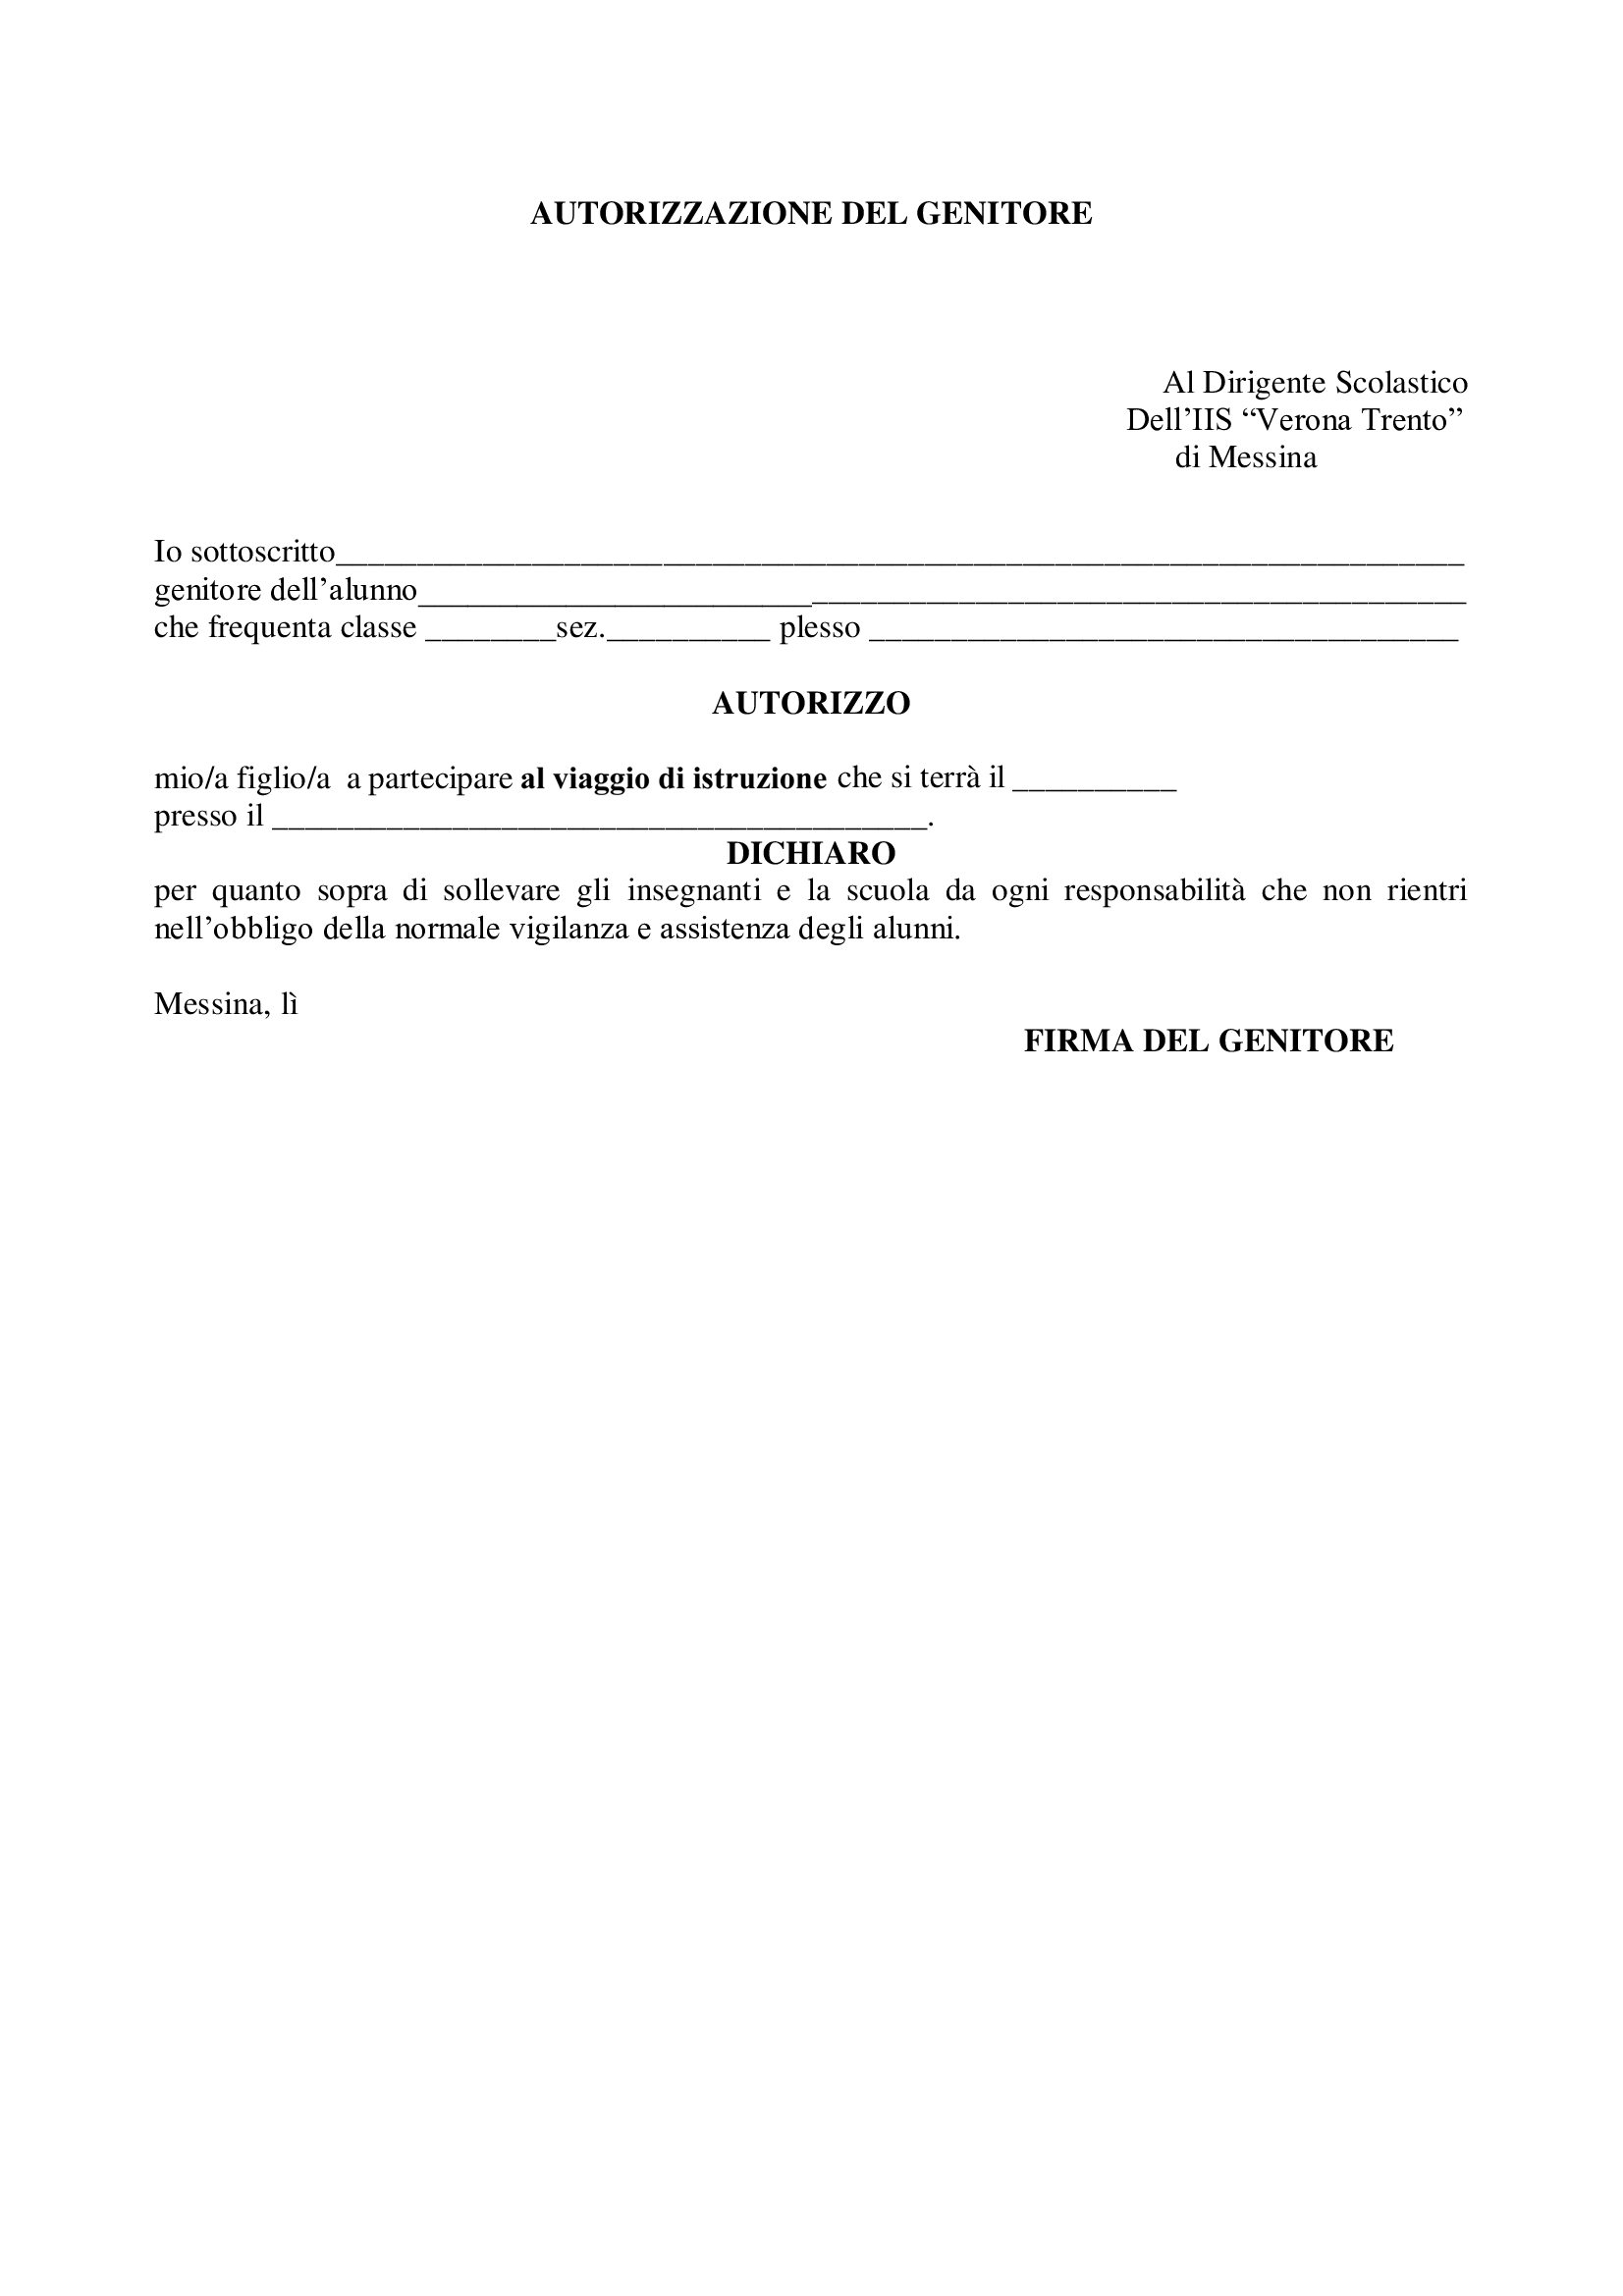 AUTORIZZAZIONE DEL GENITORE
Al Dirigente Scolastico
Dell’IIS “Verona Trento”
di Messina
Io sottoscritto_____________________________________________________________________
genitore dell’alunno________________________________________________________________
che frequenta classe ________sez.__________ plesso ____________________________________
AUTORIZZO
mio/a figlio/a  a partecipare al viaggio di istruzione che si terrà il __________
presso il ________________________________________.
DICHIARO
per quanto sopra di sollevare gli insegnanti e la scuola da ogni responsabilità che non rientri
nell’obbligo della normale vigilanza e assistenza degli alunni.
Messina, lì
FIRMA DEL GENITORE